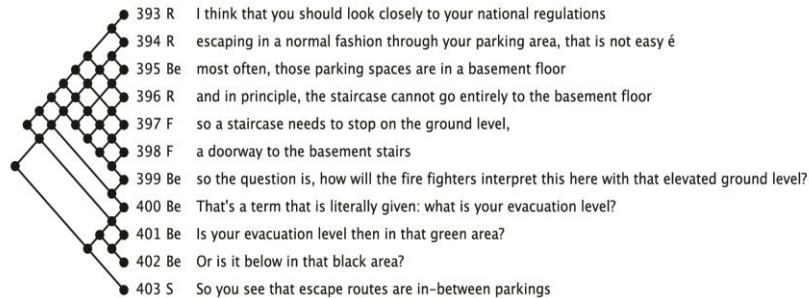 393 R I think that you should look closely to your national regulations
394 R escaping in a normal fashion through your parking area, that is not easy é
395 Be most often, those parking spaces are in a basement floor
396 R and in principle, the staircase cannot go entirely to the basement floor
397 F so a staircase needs to stop on the ground level,
398 F a doorway to the basement stairs
399 Be so the question is, how will the fire fighters interpret this here with that elevated ground level?
400 Be That's a term that is literally given: what is your evacuation level?
401 Be Is your evacuation level then in that green area?
402 Be Or is it below in that black area?
403 S So you see that escape routes are in-between parkings